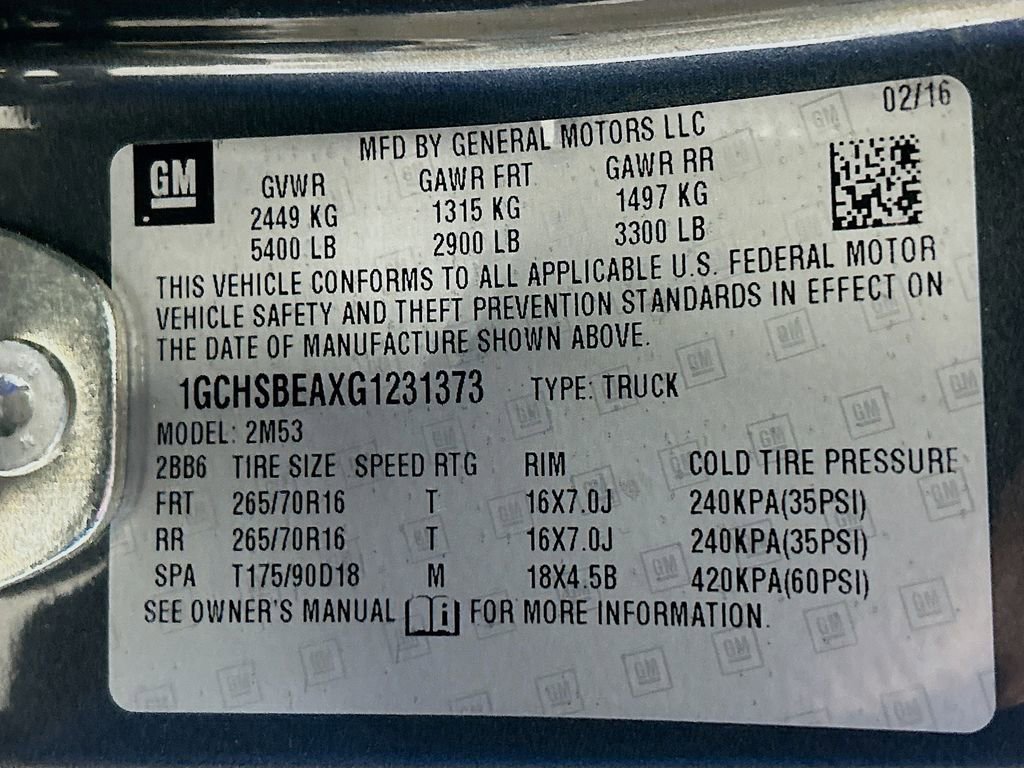 02/16
MFD BY GENERAL MOTORS LLC
GM
GVWR GAWR FRT GAWR RR
2449 KG 1315 KG 1497 KG
5400 LB 2900 LB 3300 LB
THIS VEHICLE CONFORMS TO ALL APPLICABLE U.S. FEDERAL MOTOR
VEHICLE SAFETY AND THEFT PREVENTION STANDARDS IN EFFECT ON
THE DATE OF MANUFACTURE SHOWN ABOVE.
1GCHSBEAXG1231373 TYPE: TRUCK
MODEL: 2M53
2BB6 TIRE SIZE SPEED RTG RIM COLD TIRE PRESSURE
FRT 265/70R16 T 16X7.0J 240KPA(35PSI)
RR 265/70R16 T 16X7.0J 240KPA(35PSI)
SPA T175/90D18 M 18X4.5B 420KPA(60PSI)
SEE OWNER'S MANUAL i FOR MORE INFORMATION.